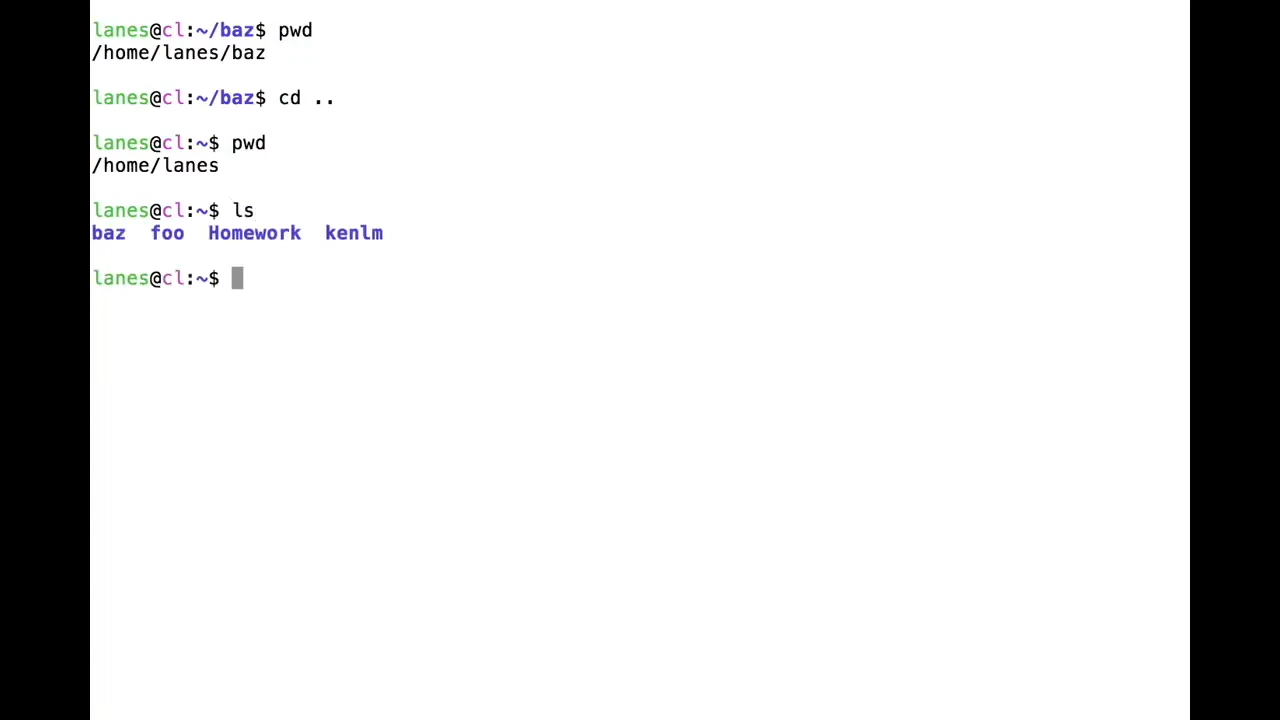 lanes@cl:~/baz$ pwd
/home/lanes/baz
lanes@cl:~/baz$ cd ..
lanes@cl:~$ pwd
/home/lanes
lanes@cl:~$ ls
baz  foo  Homework  kenlm
lanes@cl:~$